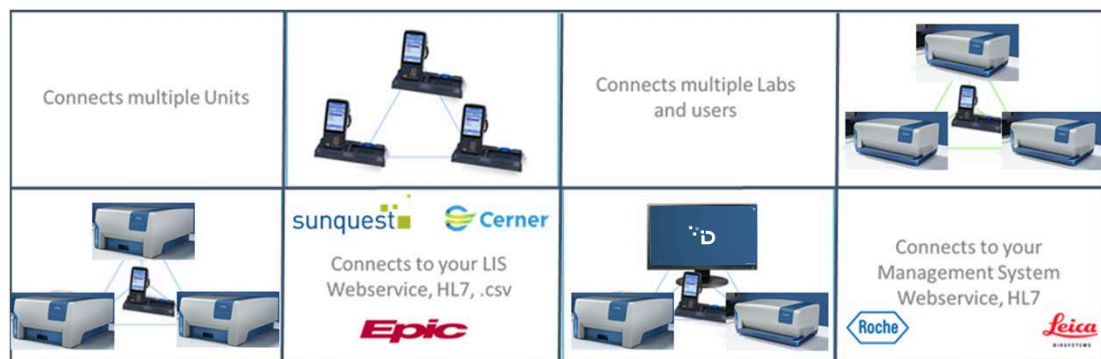 Connects multiple Units
Connects multiple Labs
and users
sunquest
Cerner
Connects to your LIS
Webservice, HL7, .csv
Epic
D
Connects to your
Management System
Webservice, HL7
Roche
Leica
BIOSYSTEMS